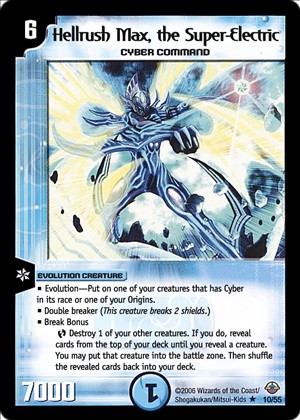 6
Hellrush Max, the Super-Electric
CYBER COMMAND
EVOLUTION CREATURE
▪ Evolution—Put on one of your creatures that has Cyber
in its race or one of your Origins.
▪ Double breaker (This creature breaks 2 shields.)
▪ Break Bonus
Destroy 1 of your other creatures. If you do, reveal
cards from the top of your deck until you reveal a creature.
You may put that creature into the battle zone. Then shuffle
the revealed cards back into your deck.
7000
1
©2006 Wizards of the Coast/
Shogakukan/Mitsui-Kids ★ 10/55